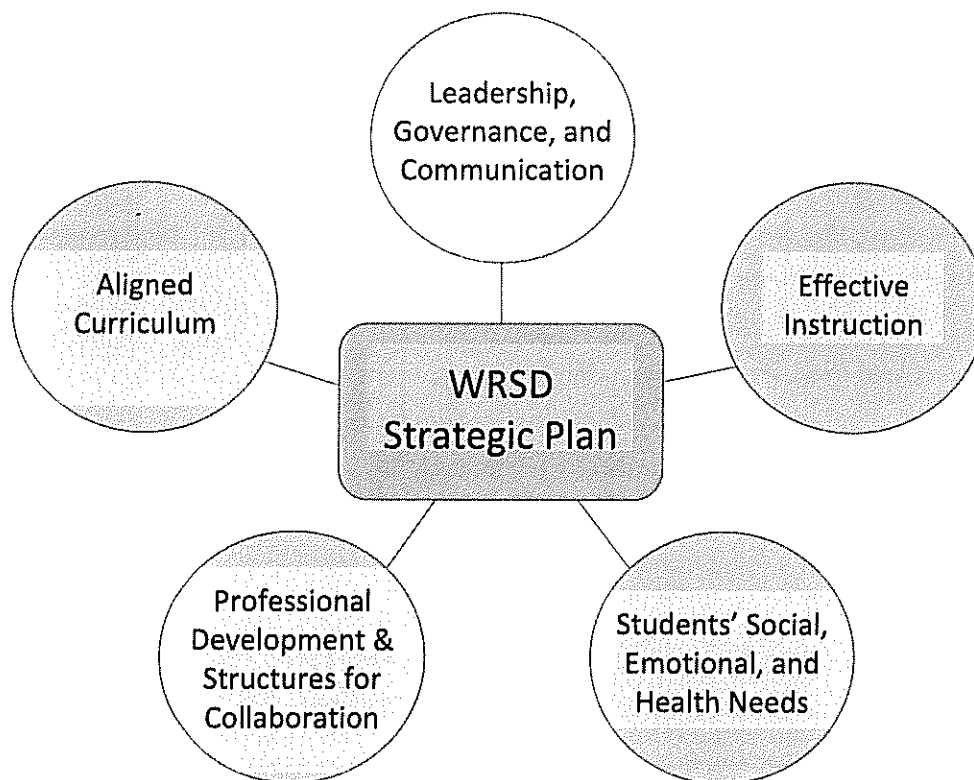 Leadership,
Governance, and
Communication
Aligned
Curriculum
Effective
Instruction
WRSD
Strategic Plan
Professional
Development &
Structures for
Collaboration
Students’ Social,
Emotional, and
Health Needs